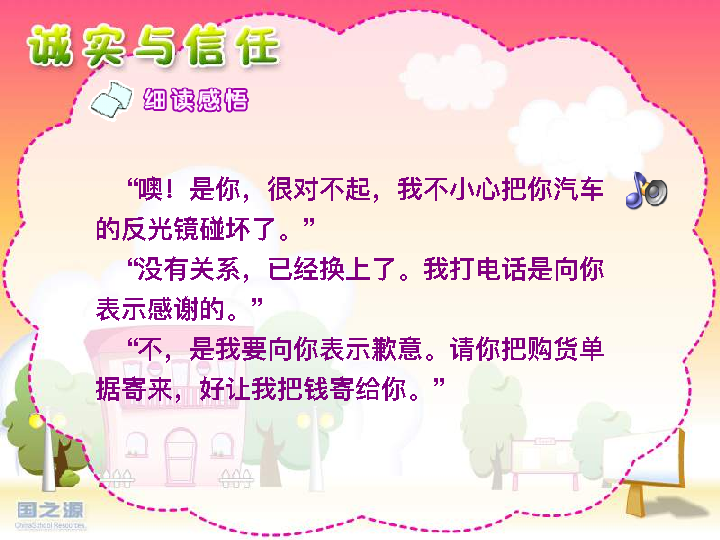 诚实与信任
细读感悟
“噢！是你，很对不起，我不小心把你汽车
的反光镜碰坏了。”
“没有关系，已经换上了。我打电话是向你
表示感谢的。”
“不，是我要向你表示歉意。请你把购货单
据寄来，好让我把钱寄给你。”
国之源